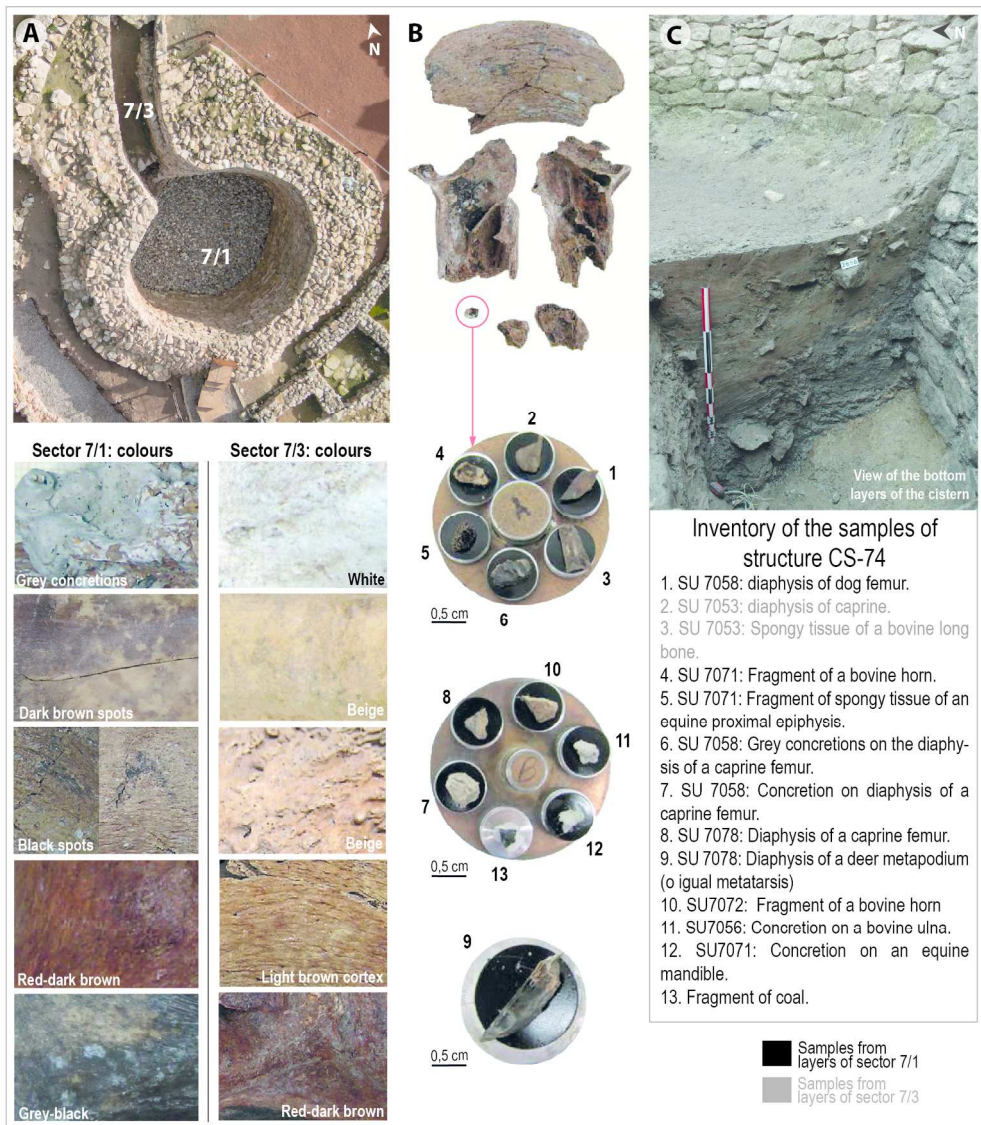 A
N
7/3
7/1
Sector 7/1: colours
Sector 7/3: colours
Grey concretions
White
Dark brown spots
Beige
Black spots
Beige
Red-dark brown
Light brown cortex
Grey-black
Red-dark brown
B
2
4
1
5
3
6
0,5 cm
10
8
11
7
12
13
0,5 cm
9
0,5 cm
C
N
View of the bottom
layers of the cistern
Inventory of the samples of
structure CS-74
1. SU 7058: diaphysis of dog femur.
2. SU 7053: diaphysis of caprine.
3. SU 7053: Spongy tissue of a bovine long
bone.
4. SU 7071: Fragment of a bovine horn.
5. SU 7071: Fragment of spongy tissue of an
equine proximal epiphysis.
6. SU 7058: Grey concretions on the diaphy-
sis of a caprine femur.
7. SU 7058: Concretion on diaphysis of a
caprine femur.
8. SU 7078: Diaphysis of a caprine femur.
9. SU 7078: Diaphysis of a deer metapodium
(o igual metatarsis)
10. SU7072: Fragment of a bovine horn
11. SU7056: Concretion on a bovine ulna.
12. SU7071: Concretion on an equine
mandible.
13. Fragment of coal.
Samples from
layers of sector 7/1
Samples from
layers of sector 7/3